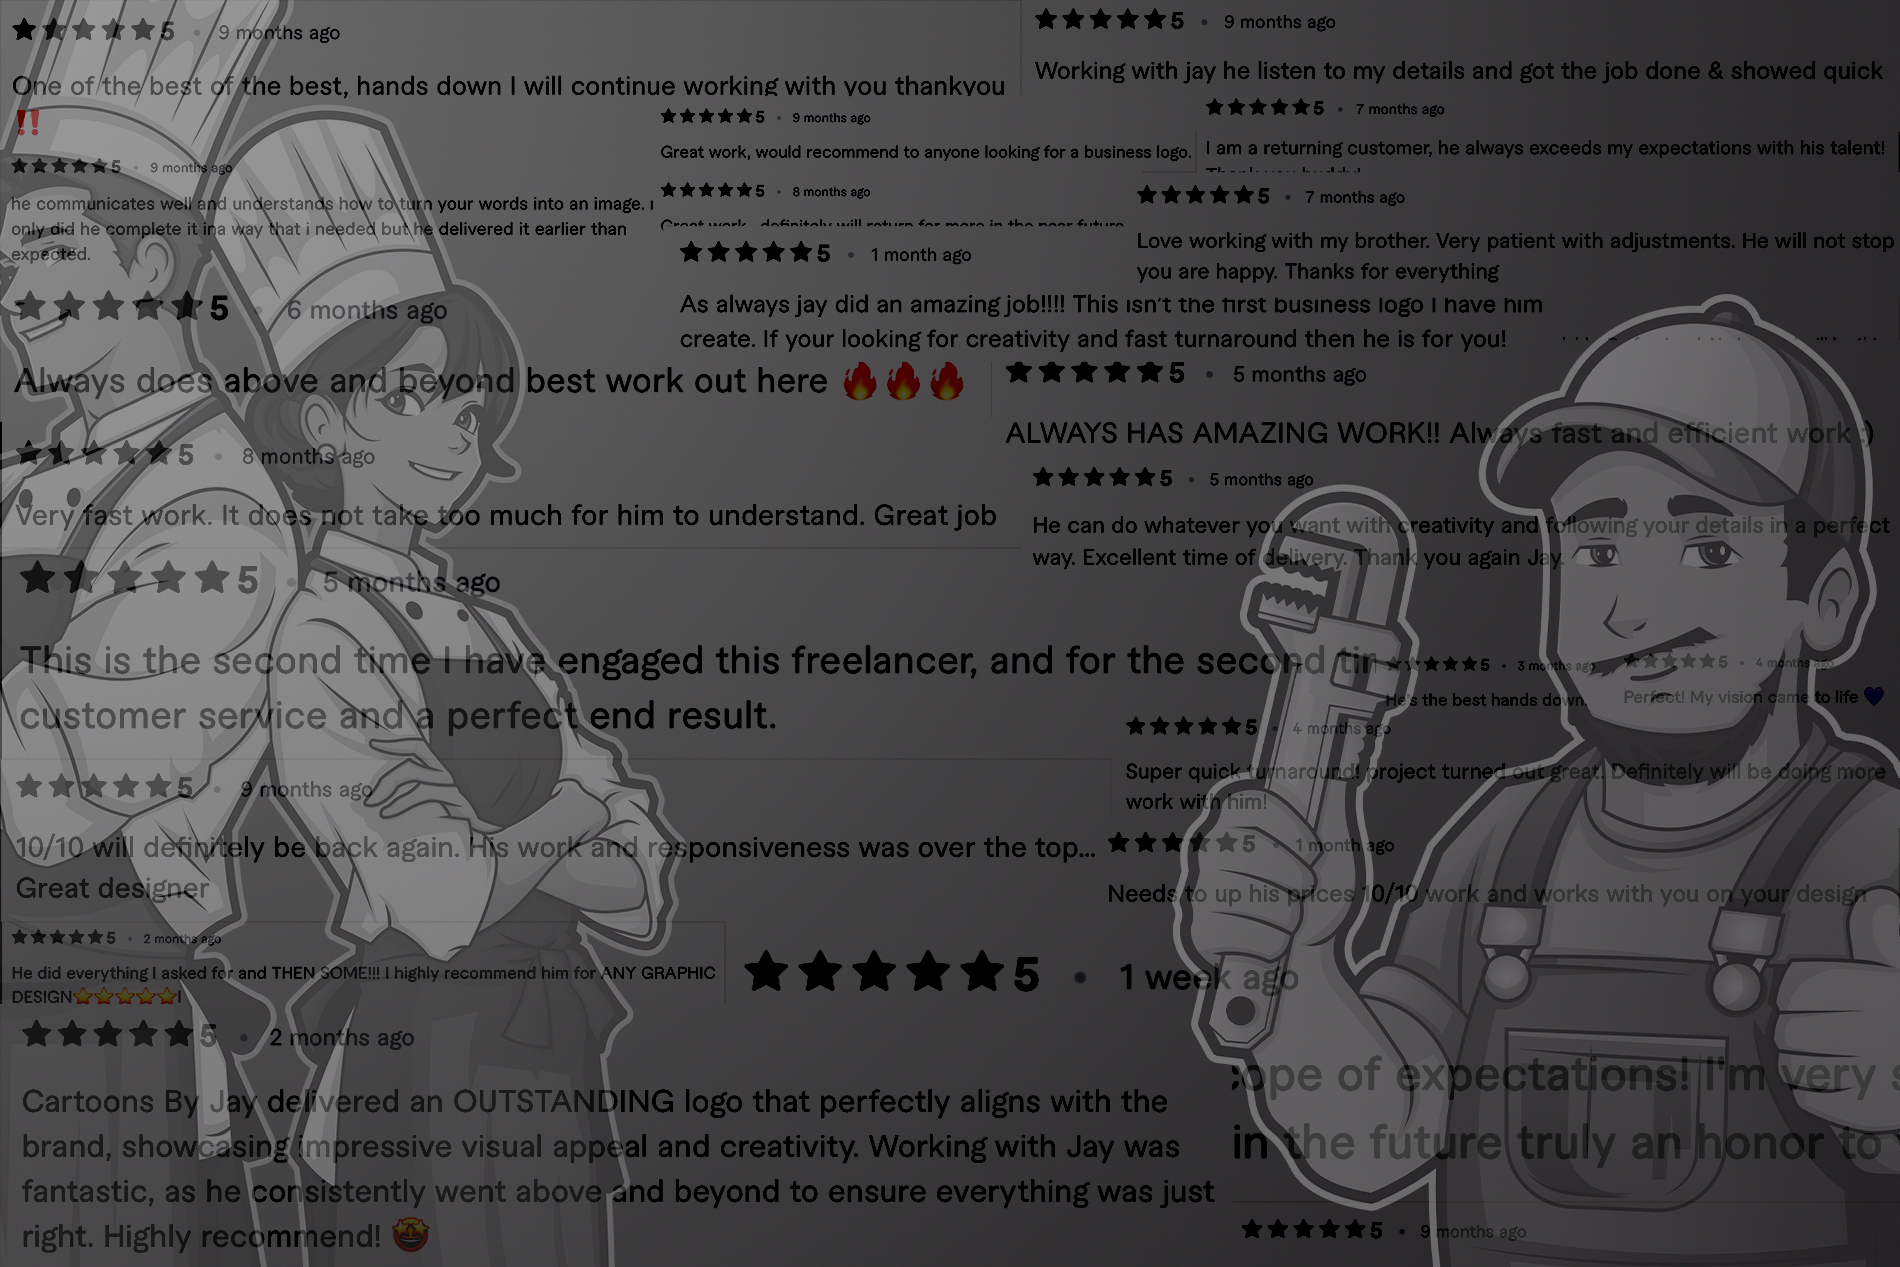 5 • 9 months ago
One of the best of the best, hands down I will continue working with you thankyou
‼️
5 • 9 months ago
he communicates well and understands how to turn your words into an image.
only did he complete it ina way that i needed but he delivered it earlier than
expected.
5 • 6 months ago
Always does above and beyond best work out here 🔥🔥🔥
5 • 8 months ago
Very fast work. It does not take too much for him to understand. Great job
5 • 5 months ago
This is the second time I have engaged this freelancer, and for the second
customer service and a perfect end result.
5 • 9 months ago
10/10 will definitely be back again. His work and responsiveness was over the top...
Great designer
5 • 2 months ago
He did everything I asked for and THEN SOME!!! I highly recommend him for ANY GRAPHIC
DESIGN⭐⭐⭐⭐⭐
5 • 2 months ago
Cartoons By Jay delivered an OUTSTANDING logo that perfectly aligns with the
brand, showcasing impressive visual appeal and creativity. Working with Jay was
fantastic, as he consistently went above and beyond to ensure everything was just
right. Highly recommend! 🤩
5 • 9 months ago
Great work, would recommend to anyone looking for a business logo.
5 • 8 months ago
Great work, definitely will return for more in the near future
5 • 1 month ago
As always jay did an amazing job!!!! This isn't the first business logo I have him
create. If your looking for creativity and fast turnaround then he is for you!
5 • 9 months ago
Working with jay he listen to my details and got the job done & showed quick
5 • 7 months ago
I am a returning customer, he always exceeds my expectations with his talent!
Thank you buddy!
5 • 7 months ago
Love working with my brother. Very patient with adjustments. He will not stop
you are happy. Thanks for everything
5 • 5 months ago
ALWAYS HAS AMAZING WORK!! Always fast and efficient work :)
5 • 5 months ago
He can do whatever you want with creativity and following your details in a perfect
way. Excellent time of delivery. Thank you again Jay.
5 • 3 months ago
He's the best hands down.
5 • 4 months ago
Perfect! My vision came to life 💙
5 • 4 months ago
Super quick turnaround! project turned out great. Definitely will be doing more
work with him!
5 • 1 month ago
Needs to up his prices 10/10 work and works with you on your design
5 • 1 week ago
of expectations! I'm very
in the future truly an honor to
5 • 9 months ago